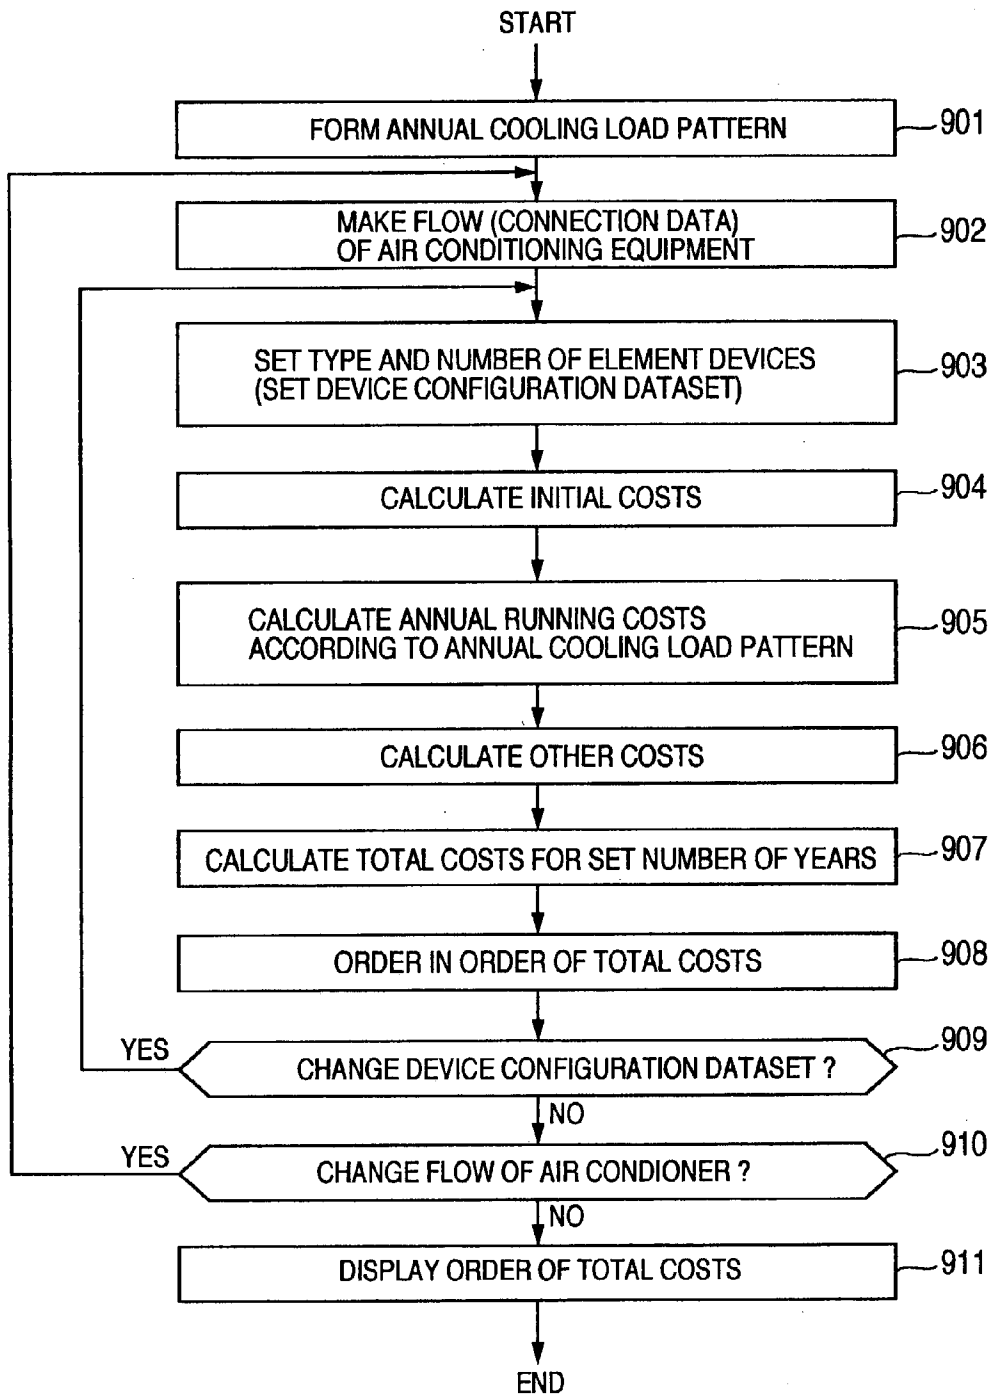 START
FORM ANNUAL COOLING LOAD PATTERN
901
MAKE FLOW (CONNECTION DATA)
OF AIR CONDITIONING EQUIPMENT
902
SET TYPE AND NUMBER OF ELEMENT DEVICES
(SET DEVICE CONFIGURATION DATASET)
903
CALCULATE INITIAL COSTS
904
CALCULATE ANNUAL RUNNING COSTS
ACCORDING TO ANNUAL COOLING LOAD PATTERN
905
CALCULATE OTHER COSTS
906
CALCULATE TOTAL COSTS FOR SET NUMBER OF YEARS
907
ORDER IN ORDER OF TOTAL COSTS
908
YES
CHANGE DEVICE CONFIGURATION DATASET ?
909
NO
YES
CHANGE FLOW OF AIR CONDIONER ?
910
NO
DISPLAY ORDER OF TOTAL COSTS
911
END